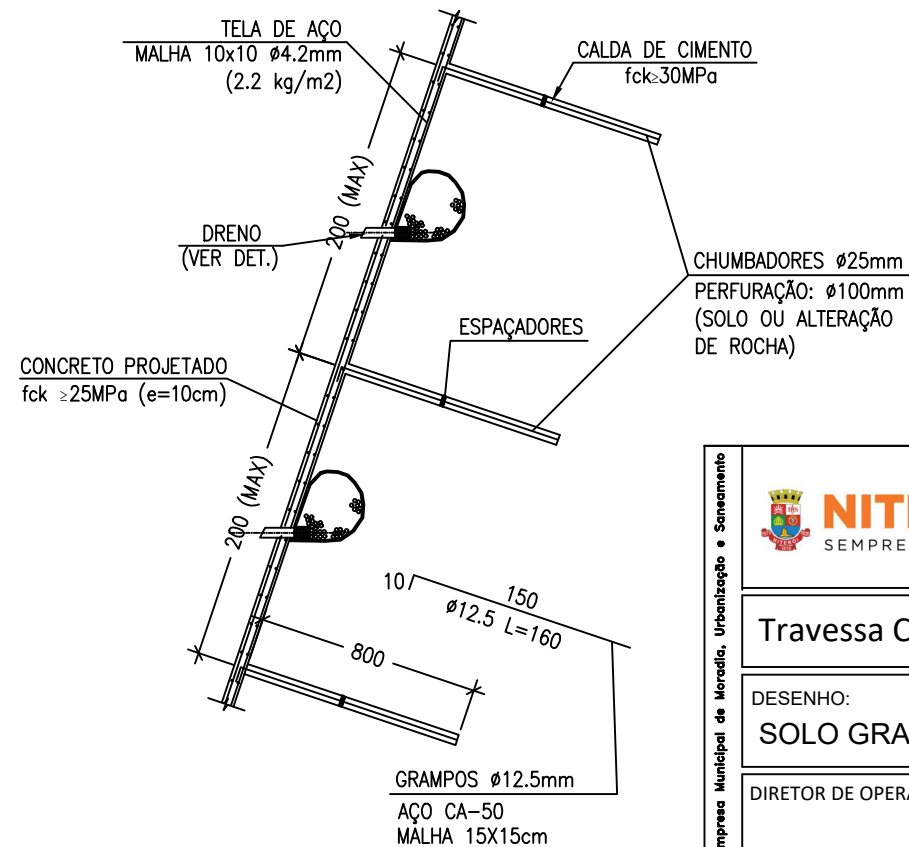 TELA DE AÇO
MALHA 10x10 ø4.2mm
(2.2 kg/m2)
CALDA DE CIMENTO
fck≥30MPa
200 (MAX)
DRENO
(VER DET.)
CHUMBADORES ø25mm
PERFURAÇÃO: ø100mm
(SOLO OU ALTERAÇÃO
DE ROCHA)
ESPAÇADORES
CONCRETO PROJETADO
fck ≥25MPa (e=10cm)
200 (MAX)
10
150
ø12.5 L=160
800
GRAMPOS ø12.5mm
AÇO CA-50
MALHA 15X15cm
mpresa Municipal de Moradia, Urbanização e Saneamento
NIT
SEMPRE
Travessa
DESENHO:
SOLO GRA
DIRETOR DE OPERA